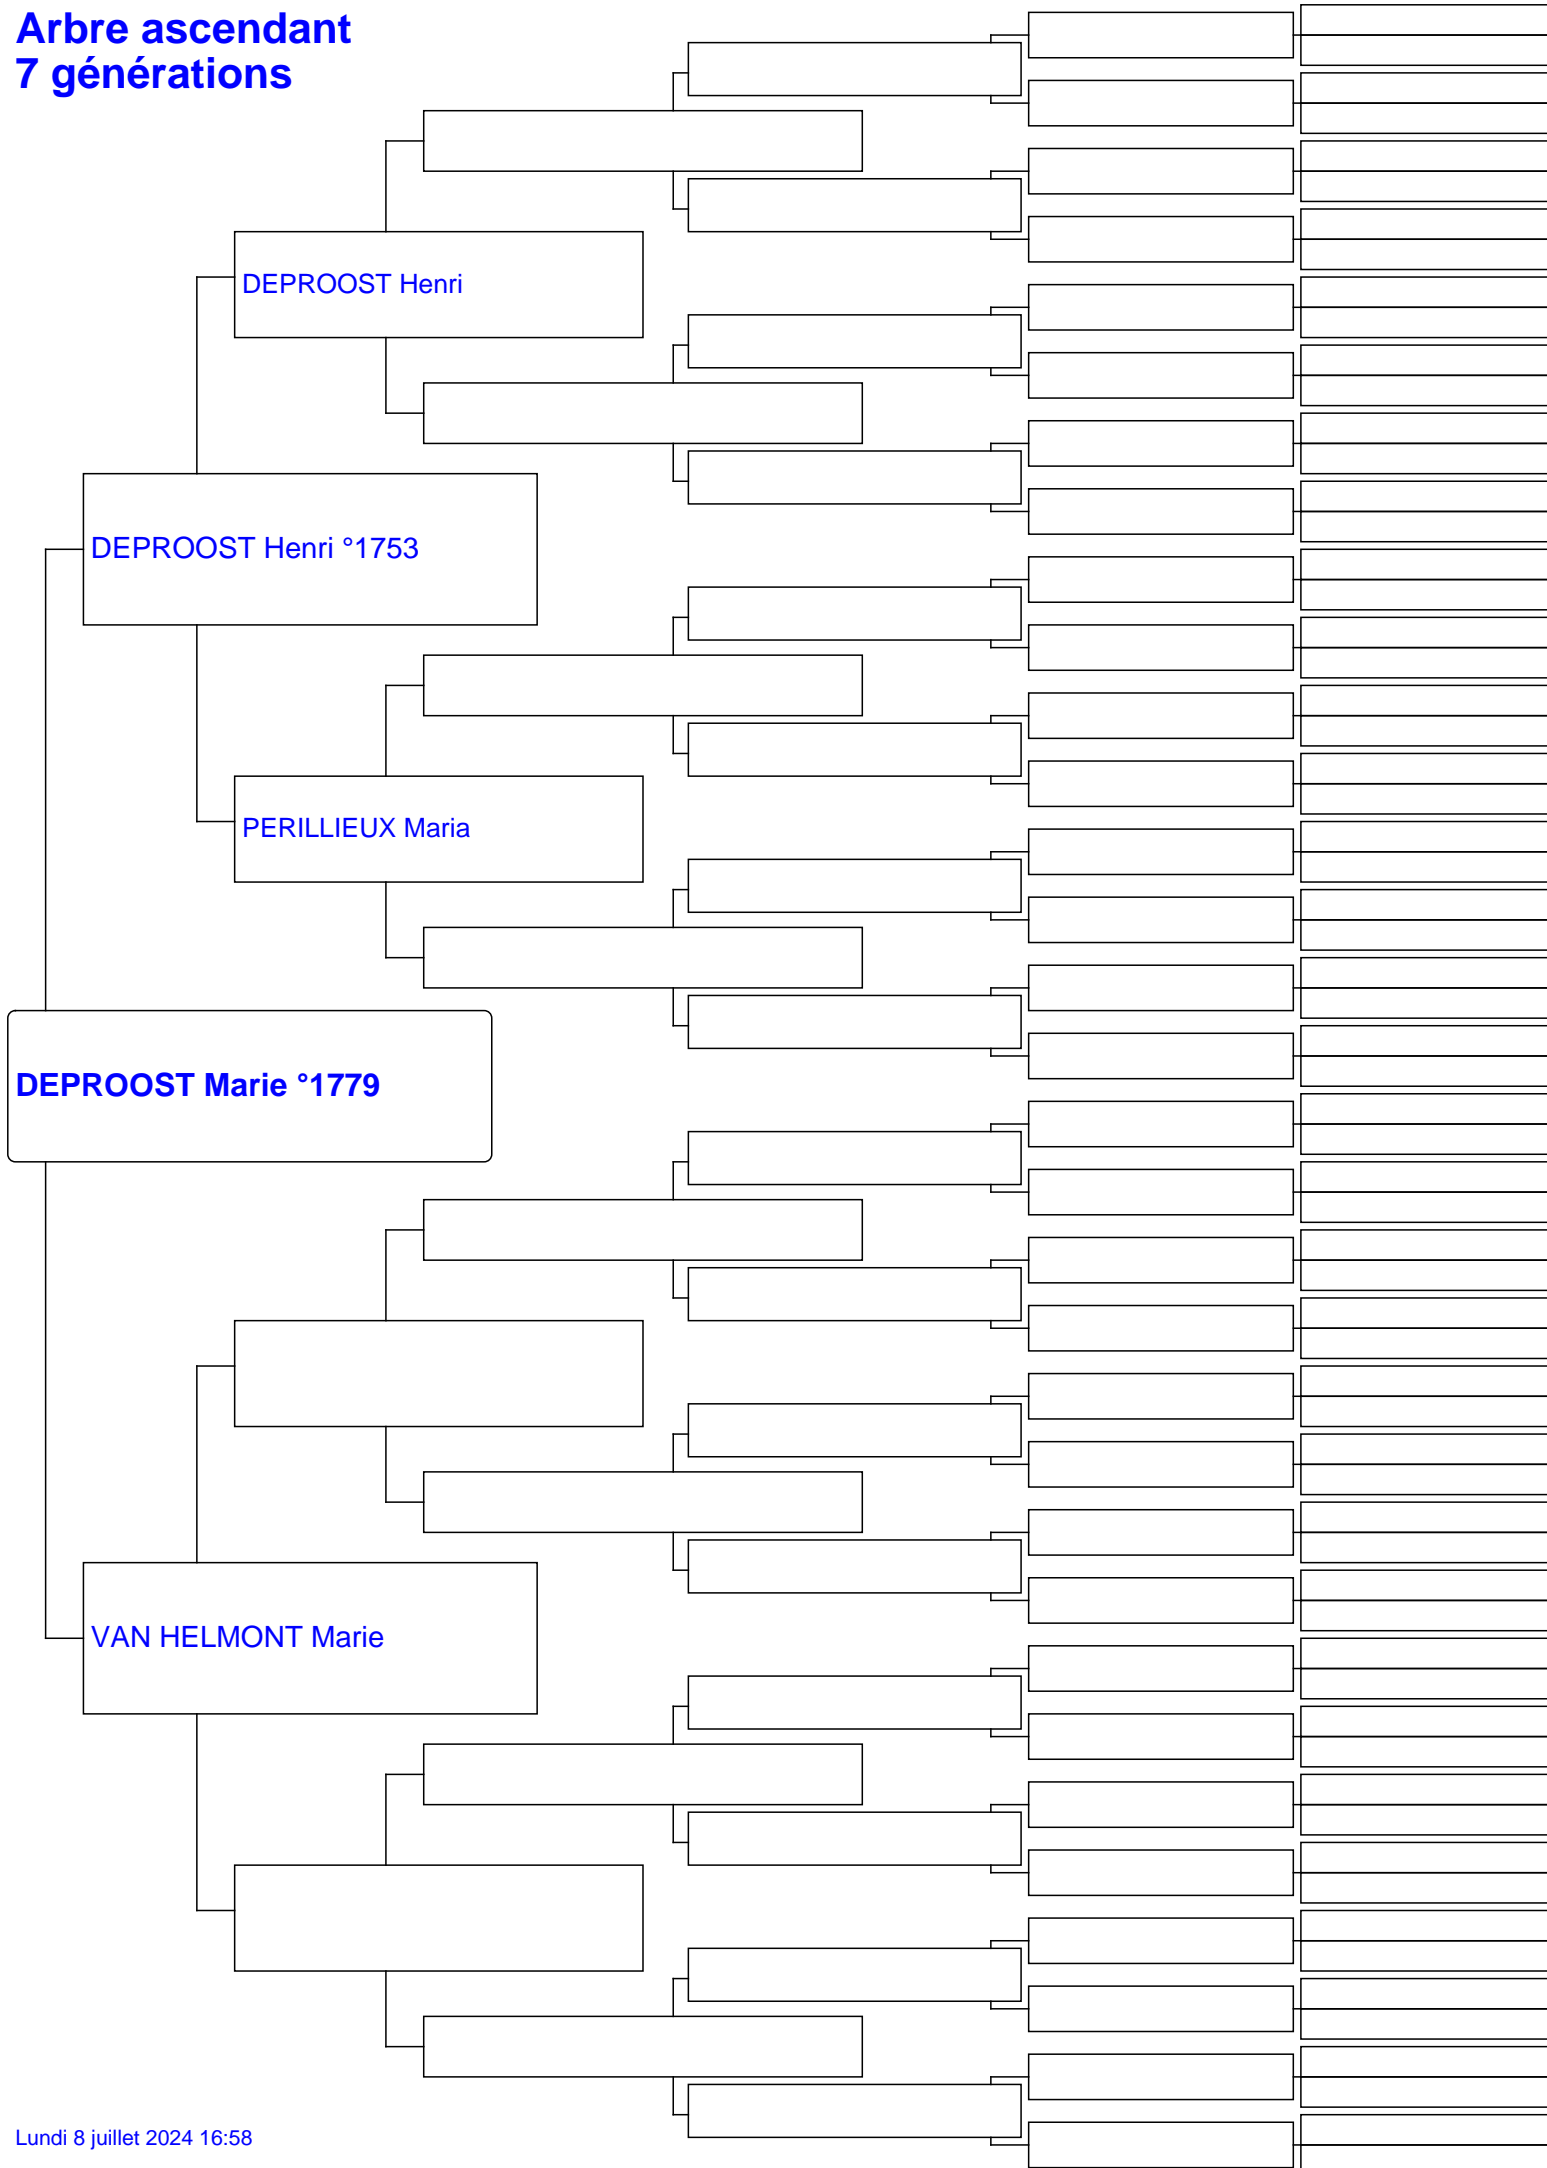 Arbre ascendant
7 générations
DEPROOST Henri
DEPROOST Henri °1753
PERILLIEUX Maria
DEPROOST Marie °1779
VAN HELMONT Marie
Lundi 8 juillet 2024 16:58